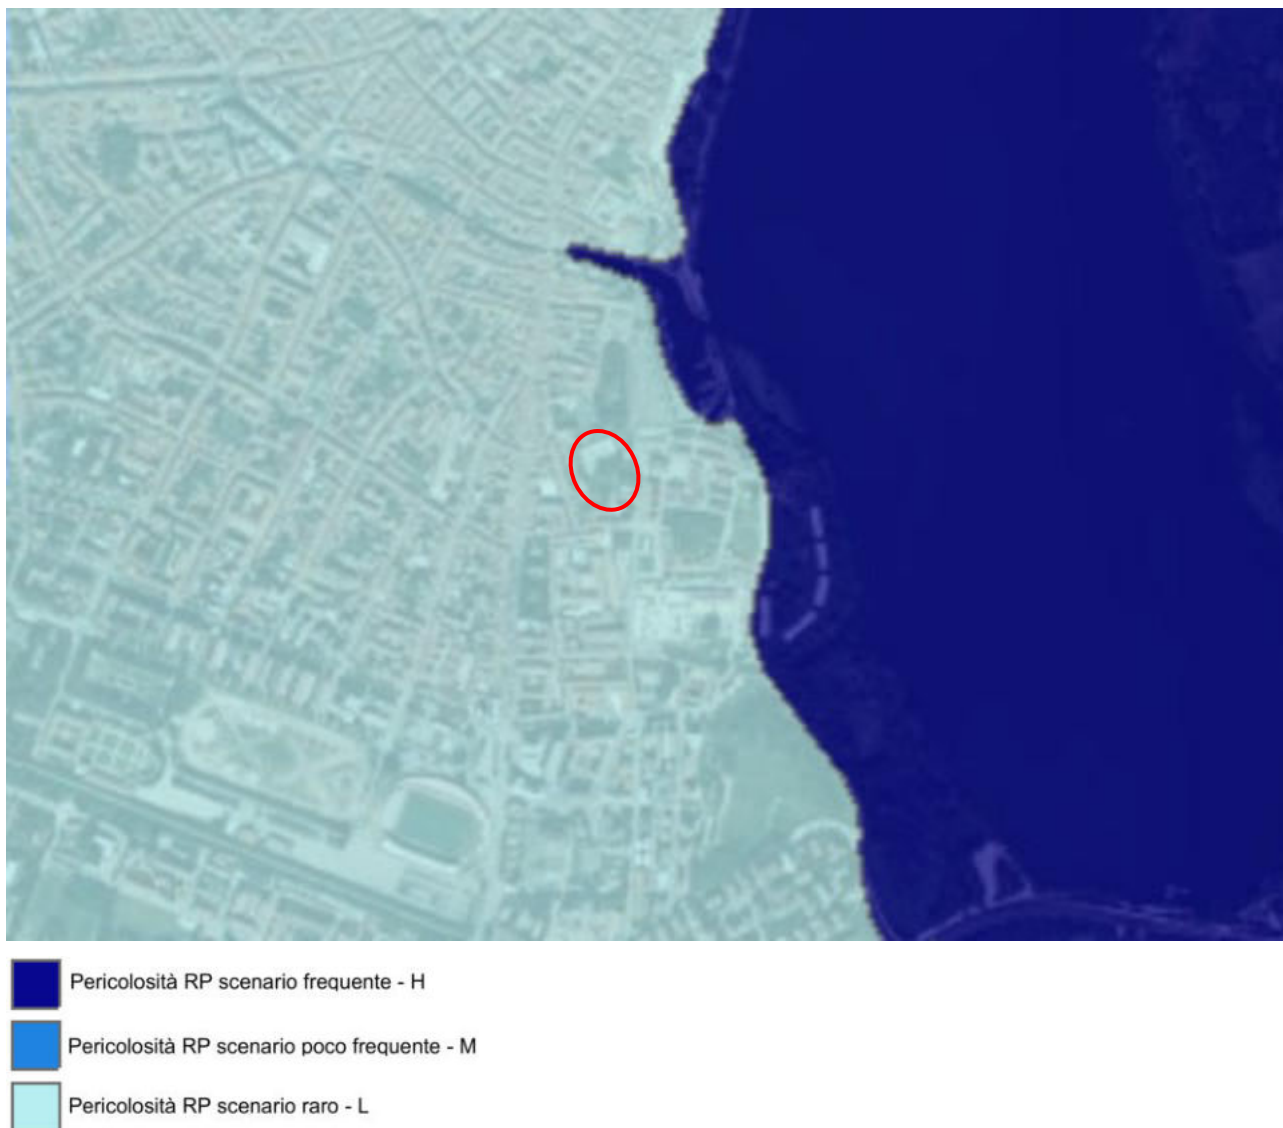 Pericolosità RP scenario frequente - H
Pericolosità RP scenario poco frequente - M
Pericolosità RP scenario raro - L